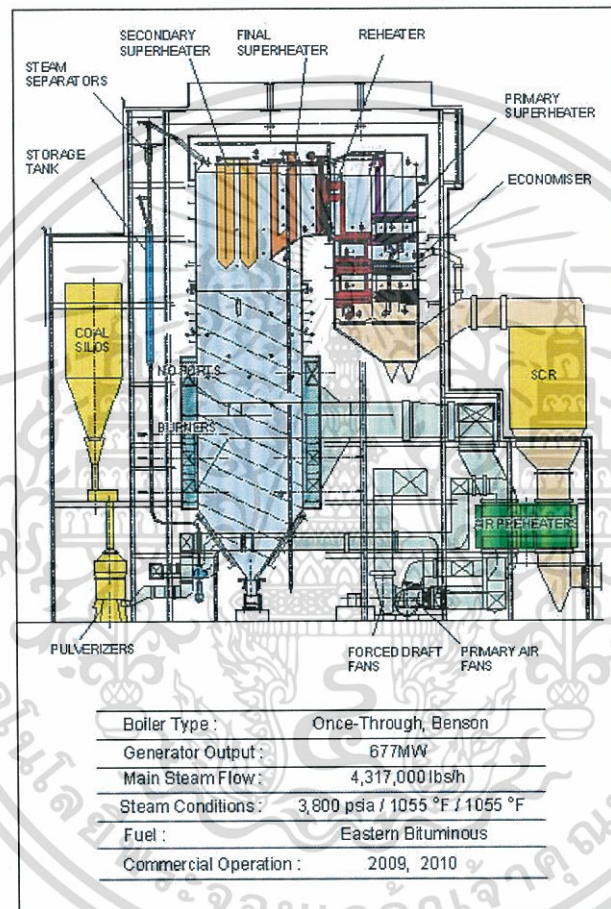 SECONDARY SUPERHEATER
FINAL SUPERHEATER
REHEATER
STEAM SEPARATORS
PRIMARY SUPERHEATER
STORAGE TANK
ECONOMISER
COAL SILOS
NO PORTS
SCR
BURNERS
AIR PREHEATERS
PULVERIZERS
FORCED DRAFT FANS
PRIMARY AIR FANS
Boiler Type : Once-Through, Benson
Generator Output : 677MW
Main Steam Flow : 4,317,000 lbs/h
Steam Conditions : 3,800 psia / 1055 °F / 1055 °F
Fuel : Eastern Bituminous
Commercial Operation : 2009, 2010